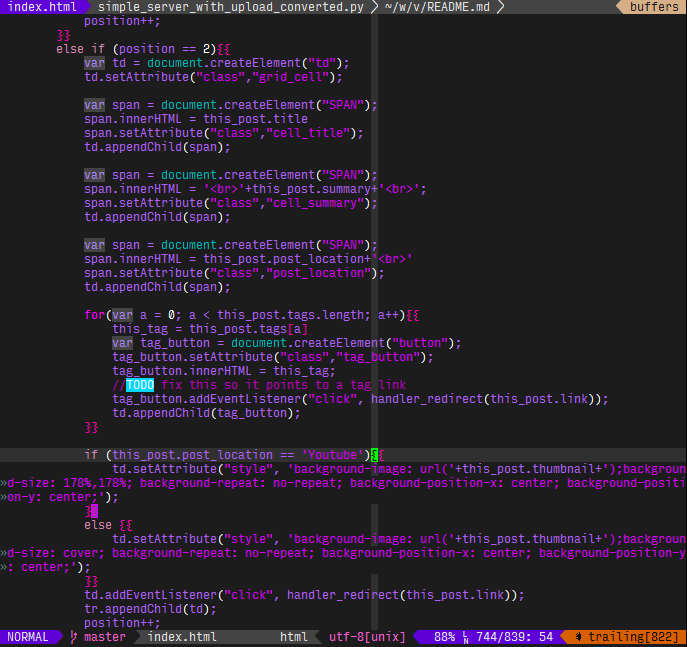 index.html  simple_server_with_upload_converted.py  ~/w/v/README.md  buffers
            position++;
        }}
        else if (position == 2){{
            var td = document.createElement("td");
            td.setAttribute("class","grid_cell");

            var span = document.createElement("SPAN");
            span.innerHTML = this_post.title
            span.setAttribute("class","cell_title");
            td.appendChild(span);

            var span = document.createElement("SPAN");
            span.innerHTML = '<br>'+this_post.summary+'<br>';
            span.setAttribute("class","cell_summary");
            td.appendChild(span);

            var span = document.createElement("SPAN");
            span.innerHTML = this_post.post_location+'<br>'
            span.setAttribute("class","post_location");
            td.appendChild(span);

            for(var a = 0; a < this_post.tags.length; a++){{
                this_tag = this_post.tags[a]
                var tag_button = document.createElement("button");
                tag_button.setAttribute("class","tag_button");
                tag_button.innerHTML = this_tag;
                //TODO fix this so it points to a tag link
                tag_button.addEventListener("click", handler_redirect(this_post.link));
                td.appendChild(tag_button);
            }}

            if (this_post.post_location == 'Youtube'){{
                td.setAttribute("style", 'background-image: url('+this_post.thumbnail+');backgroun
»d-size: 178%,178%; background-repeat: no-repeat; background-position-x: center; background-positi
»on-y: center;');
            }}
            else {{
                td.setAttribute("style", 'background-image: url('+this_post.thumbnail+');backgroun
»d-size: cover; background-repeat: no-repeat; background-position-x: center; background-position-y
»: center;');
            }}
            td.addEventListener("click", handler_redirect(this_post.link));
            tr.appendChild(td);
            position++;
NORMAL  master  index.html  html  utf-8[unix]  88% LN 744/839: 54  trailing[822]